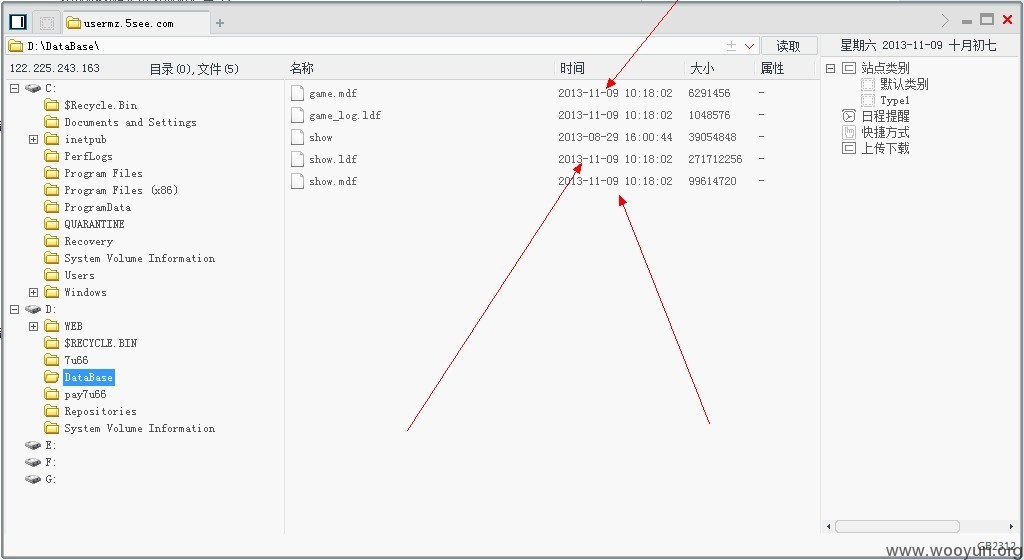 usermz.5see.com
D:\DataBase\ 读取 星期六 2013-11-09 十月初七
122.225.243.163 目录(0),文件(5) 名称 时间 大小 属性
C:
$Recycle.Bin
Documents and Settings
inetpub
PerfLogs
Program Files
Program Files (x86)
ProgramData
QUARANTINE
Recovery
System Volume Information
Users
Windows
D:
WEB
$RECYCLE.BIN
7u66
DataBase
pay7u66
Repositories
System Volume Information
E:
F:
G:
game.mdf 2013-11-09 10:18:02 6291456 -
game_log.ldf 2013-11-09 10:18:02 1048576 -
show 2013-08-29 16:00:44 39054848 -
show.ldf 2013-11-09 10:18:02 271712256 -
show.mdf 2013-11-09 10:18:02 99614720 -
站点类别
默认类别
Type1
日程提醒
快捷方式
上传下载
GB2312
www.wooyun.org